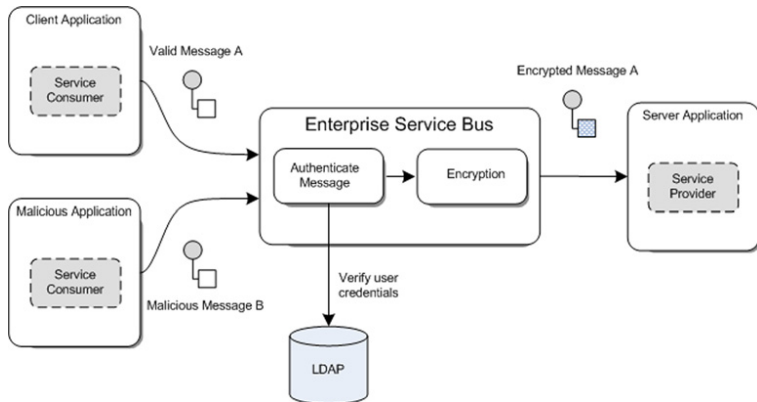 Client Application
Service
Consumer
Valid Message A
Malicious Application
Service
Consumer
Malicious Message B
Enterprise Service Bus
Authenticate
Message
Encryption
Verify user
credentials
LDAP
Encrypted Message A
Server Application
Service
Provider